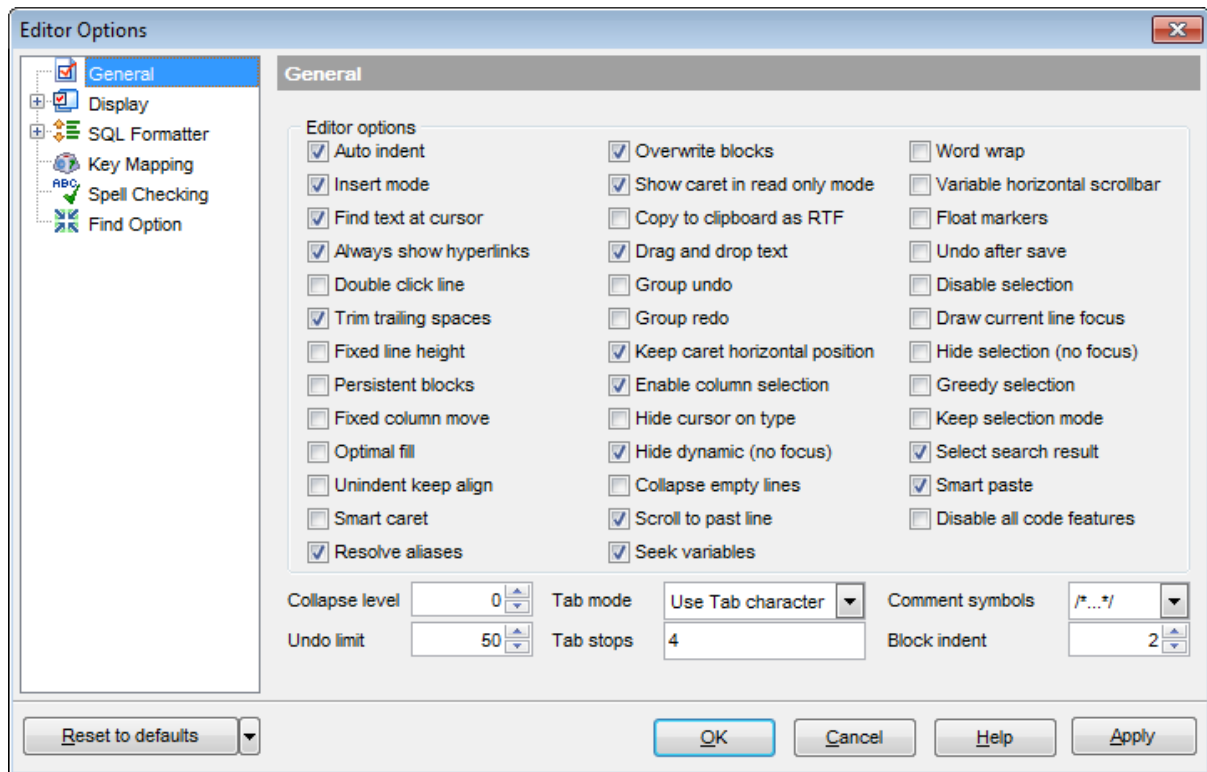 Editor Options
General
Display
SQL Formatter
Key Mapping
ABC
Spell Checking
Find Option
General
Editor options
Auto indent
Overwrite blocks
Word wrap
Insert mode
Show caret in read only mode
Variable horizontal scrollbar
Find text at cursor
Copy to clipboard as RTF
Float markers
Always show hyperlinks
Drag and drop text
Undo after save
Double click line
Group undo
Disable selection
Trim trailing spaces
Group redo
Draw current line focus
Fixed line height
Keep caret horizontal position
Hide selection (no focus)
Persistent blocks
Enable column selection
Greedy selection
Fixed column move
Hide cursor on type
Keep selection mode
Optimal fill
Hide dynamic (no focus)
Select search result
Unindent keep align
Collapse empty lines
Smart paste
Smart caret
Scroll to past line
Disable all code features
Resolve aliases
Seek variables
Collapse level 0 Tab mode Use Tab character Comment symbols /*...*/
Undo limit 50 Tab stops 4 Block indent 2
Reset to defaults OK Cancel Help Apply